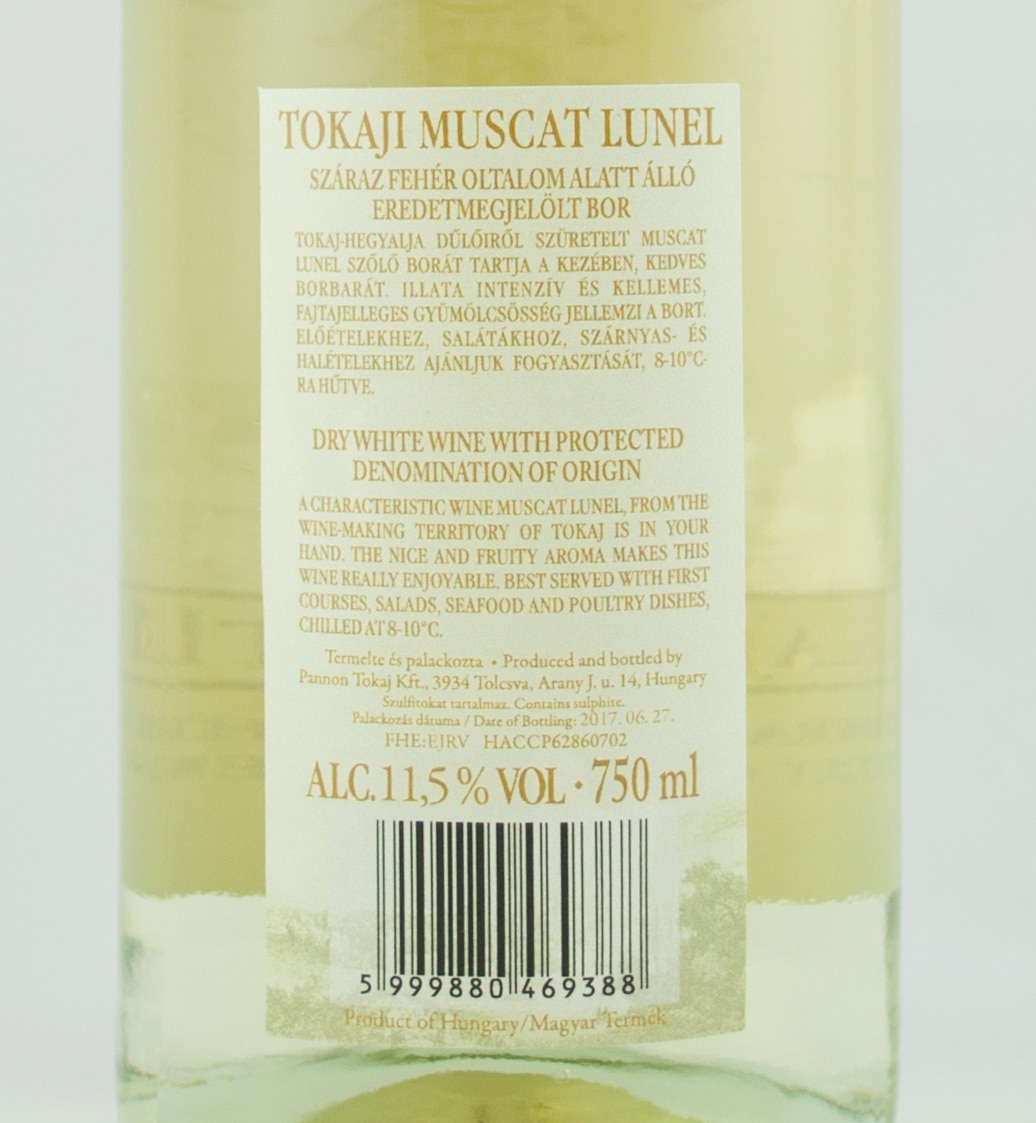 TOKAJI MUSCAT LUNEL
SZÁRAZ FEHÉR OLTALOM ALATT ÁLLÓ
EREDETMEGJELÖLT BOR
TOKAJ-HEGYALJA DŰLŐIRŐL SZÜRETELT MUSCAT
LUNEL SZŐLŐ BORÁT TARTJA A KEZÉBEN, KEDVES
BORBARÁT. ILLATA INTENZÍV ÉS KELLEMES,
FAJTAJELLEGES GYÜMÖLCSÖSSÉG JELLEMZI A BORT.
ELŐÉTELEKHEZ, SALÁTÁKHOZ, SZÁRNYAS- ÉS
HALÉTELEKHEZ AJÁNLJUK FOGYASZTÁSÁT, 8-10°C-
RA HŰTVE.
DRY WHITE WINE WITH PROTECTED
DENOMINATION OF ORIGIN
A CHARACTERISTIC WINE MUSCAT LUNEL, FROM THE
WINE-MAKING TERRITORY OF TOKAJ IS IN YOUR
HAND. THE NICE AND FRUITY AROMA MAKES THIS
WINE REALLY ENJOYABLE. BEST SERVED WITH FIRST
COURSES, SALADS, SEAFOOD AND POULTRY DISHES,
CHILLED AT 8-10°C.
Termelte és palackozta • Produced and bottled by
Pannon Tokaj Kft., 3934 Tolcsva, Arany J. u. 14, Hungary
Szulfitokat tartalmaz. Contains sulphite.
Palackozás dátuma / Date of Bottling: 2017. 06. 27.
FHE:EJRV HACCP62860702
ALC. 11,5 % VOL • 750 ml
5 999880 469388
Product of Hungary/Magyar Termék